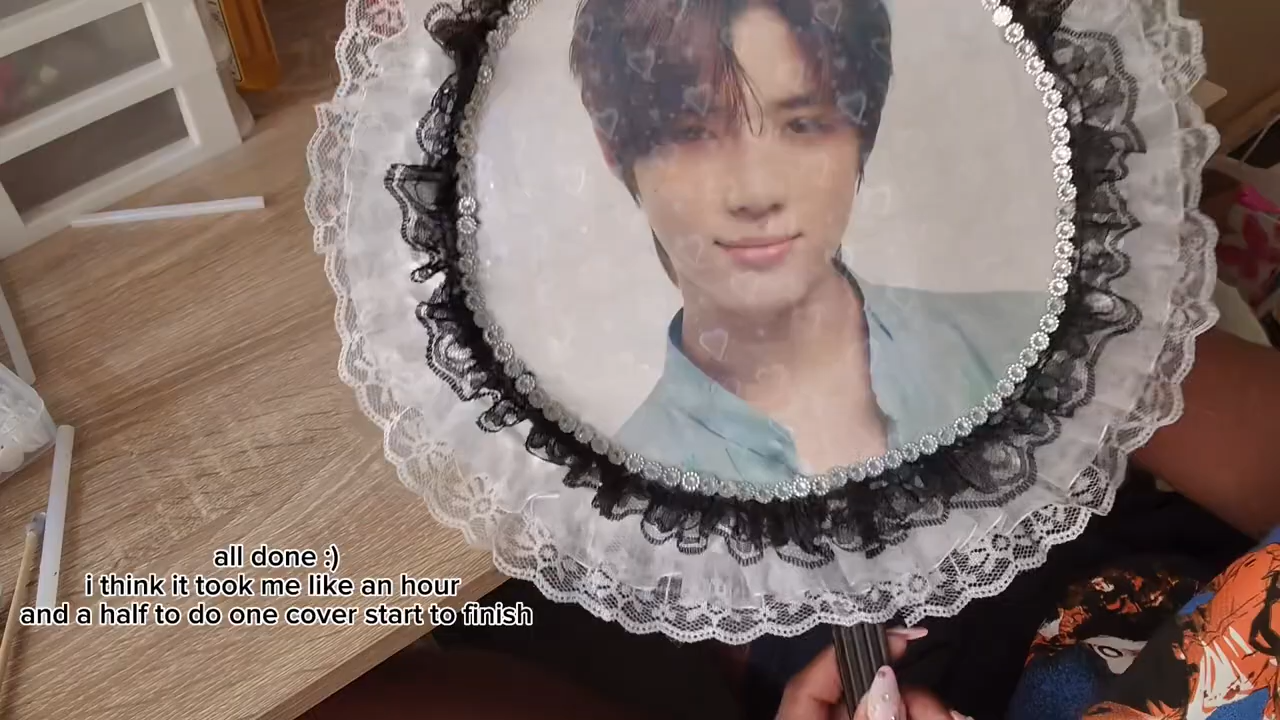 all done :)
i think it took me like an hour
and a half to do one cover start to finish